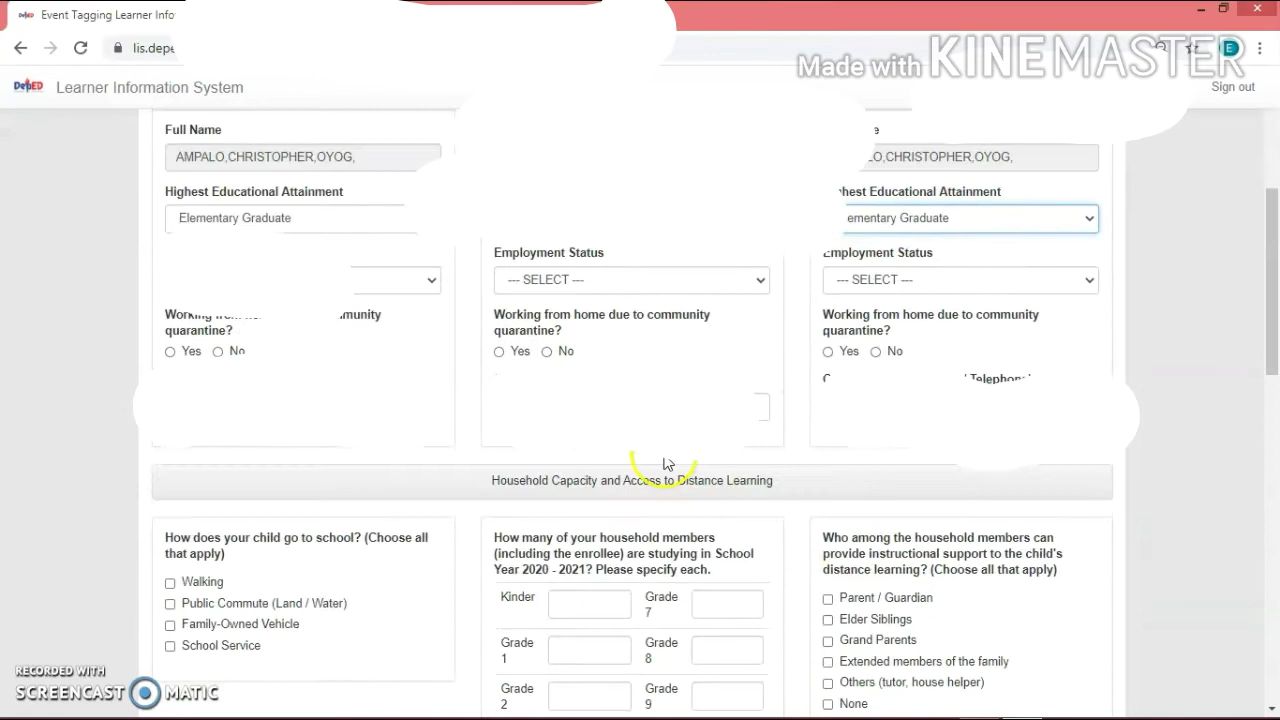 Event Tagging Learner Info
lis.depe
Made with KINEMASTER
DepED Learner Information System
Sign out
Full Name
AMPALO,CHRISTOPHER,OYOG,
LO,CHRISTOPHER,OYOG,
Highest Educational Attainment
hest Educational Attainment
Elementary Graduate
ementary Graduate
Employment Status
Employment Status
--- SELECT ---
--- SELECT ---
munity
quarantine?
Yes No
Working from home due to community
quarantine?
Yes No
Working from home due to community
quarantine?
Yes No
Household Capacity and Access to Distance Learning
How does your child go to school? (Choose all
that apply)
Walking
Public Commute (Land / Water)
Family-Owned Vehicle
School Service
How many of your household members
(including the enrollee) are studying in School
Year 2020 - 2021? Please specify each.
Kinder
Grade
7
Grade
1
Grade
8
Grade
2
Grade
9
Who among the household members can
provide instructional support to the child's
distance learning? (Choose all that apply)
Parent / Guardian
Elder Siblings
Grand Parents
Extended members of the family
Others (tutor, house helper)
None
RECORDED WITH
SCREENCAST MATIC